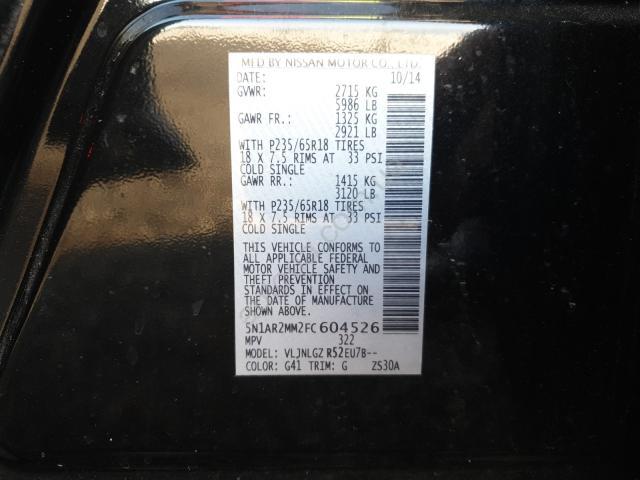 MFD BY NISSAN MOTOR CO., LTD.
DATE: 10/14
GVWR: 2715 KG
5986 LB
GAWR FR.: 1325 KG
2921 LB
WITH P235/65R18 TIRES
18 X 7.5 RIMS AT 33 PSI
COLD SINGLE
GAWR RR.: 1415 KG
3120 LB
WITH P235/65R18 TIRES
18 X 7.5 RIMS AT 33 PSI
COLD SINGLE
THIS VEHICLE CONFORMS TO
ALL APPLICABLE FEDERAL
MOTOR VEHICLE SAFETY AND
THEFT PREVENTION
STANDARDS IN EFFECT ON
THE DATE OF MANUFACTURE
SHOWN ABOVE.
5N1AR2MM2FC604526
MPV 322
MODEL: VLJNLGZ R52EU7B--
COLOR: G41 TRIM: G ZS30A